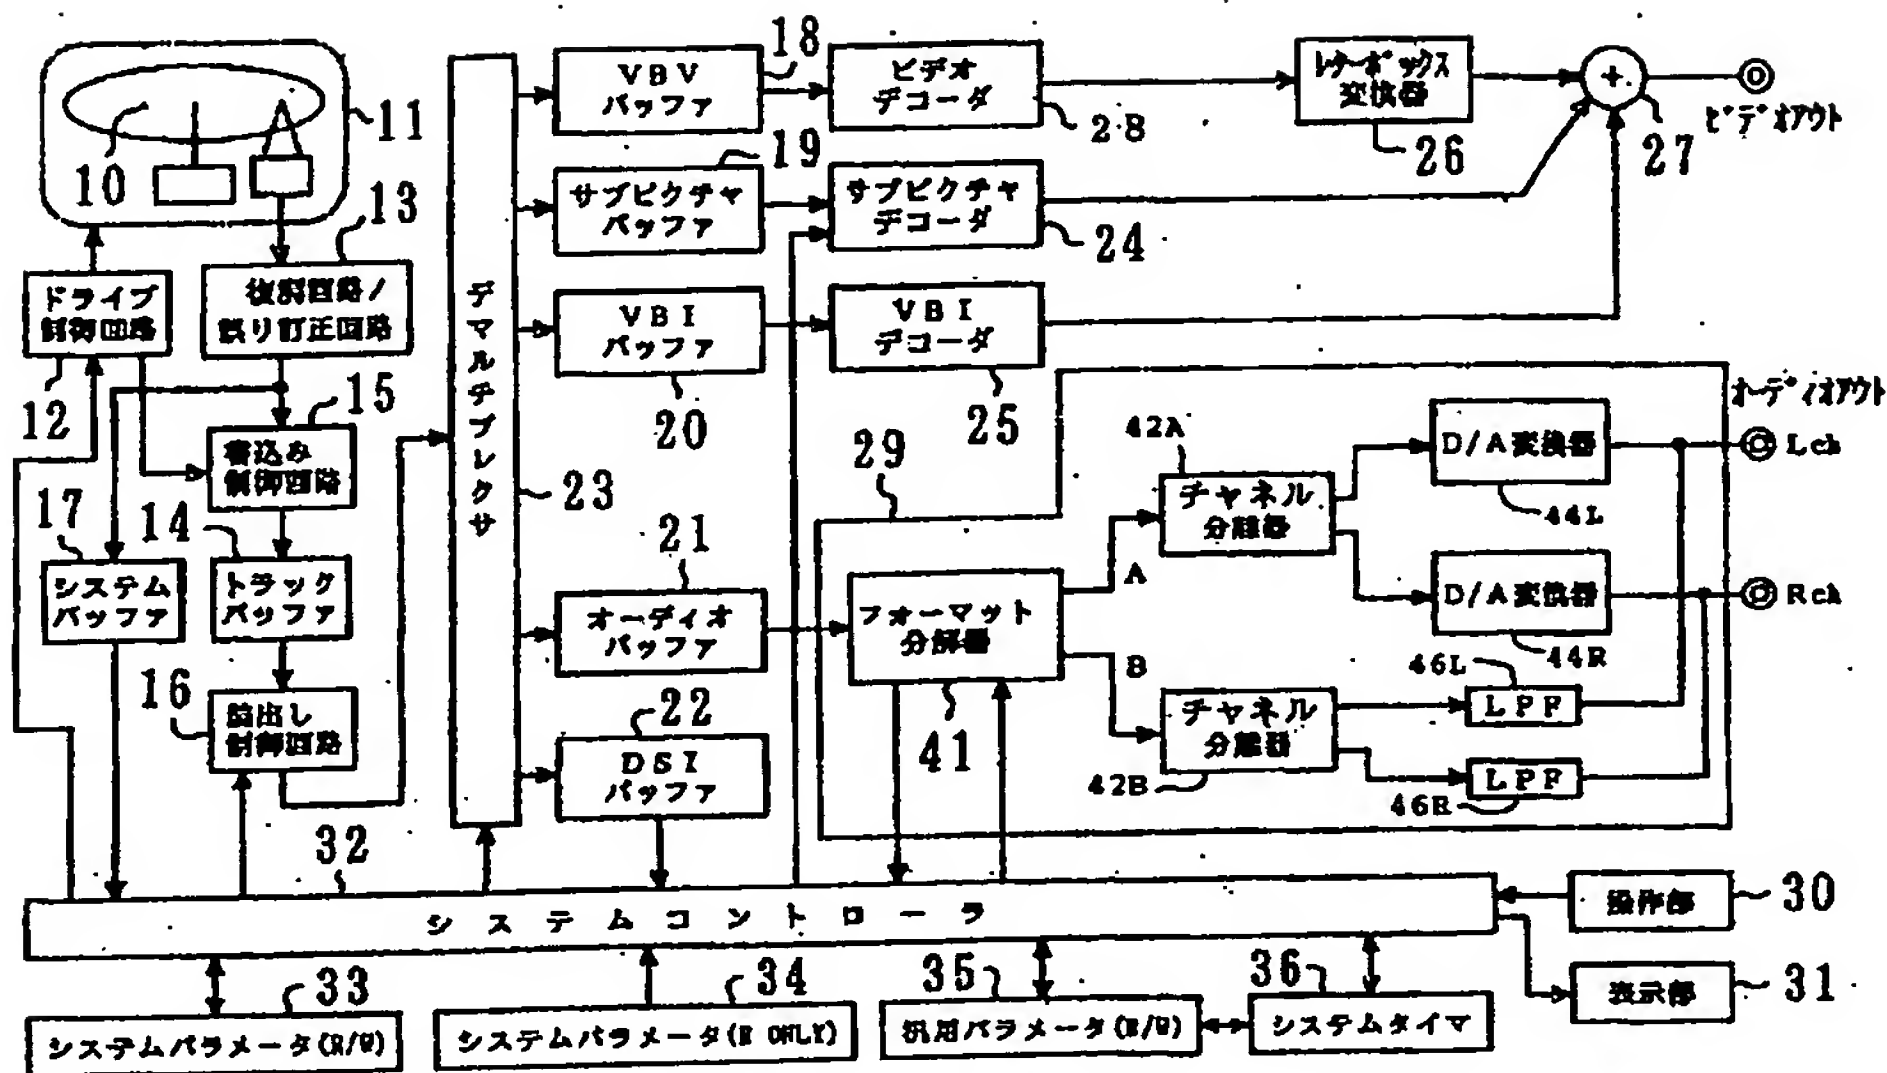 10
11
ドライブ
制御回路
12
13
復調回路/
誤り訂正回路
15
書込み
制御回路
17
システム
バッファ
14
トラック
バッファ
16
読出し
制御回路
デマルチプレクサ
23
18
VBV
バッファ
19
サブピクチャ
バッファ
VBI
バッファ
20
21
オーディオ
バッファ
22
DSI
バッファ
ビデオ
デコーダ
28
サブピクチャ
デコーダ
24
VBI
デコーダ
25
レターボックス
変換器
26
+
27
ビデオアウト
29
フォーマット
分解器
41
A
B
42A
チャネル
分離器
チャネル
分離器
42B
D/A変換器
44L
D/A変換器
44R
46L
LPF
LPF
46R
オーディオアウト
Lch
Rch
32
システムコントローラ
操作部
30
表示部
31
33
システムパラメータ(R/W)
34
システムパラメータ(R ONLY)
35
汎用パラメータ(R/W)
36
システムタイマ